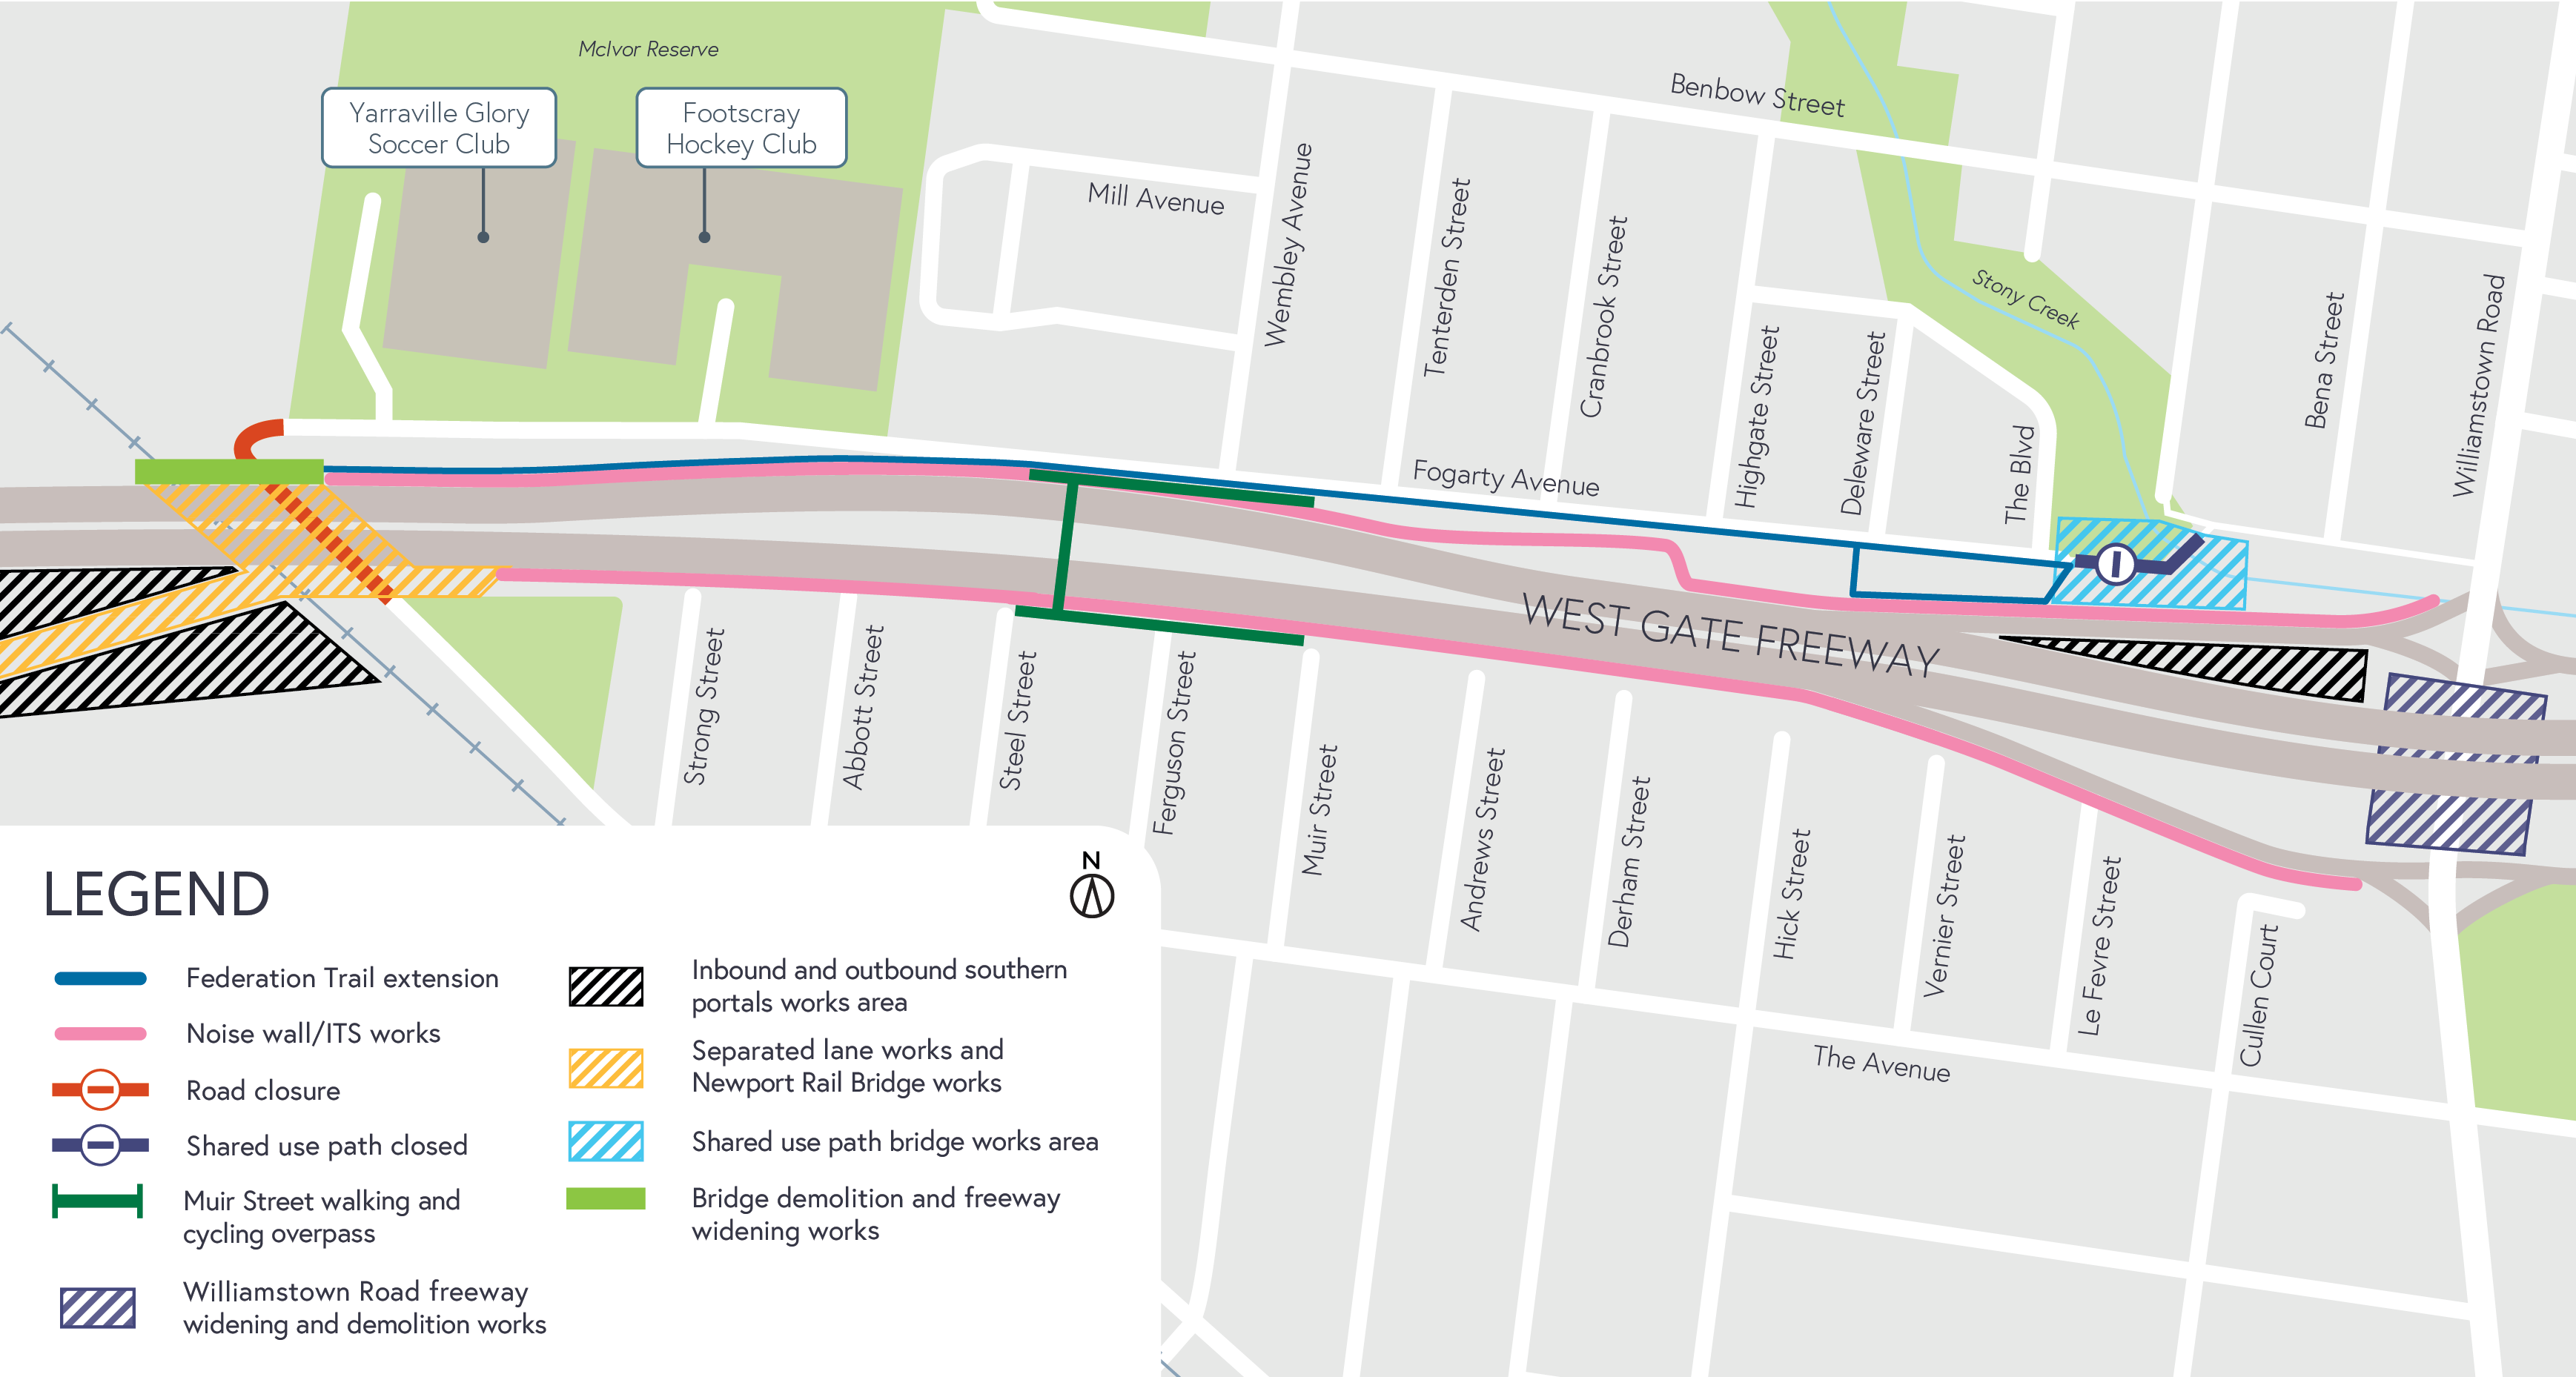 McIvor Reserve
Yarraville Glory
Soccer Club
Footscray
Hockey Club
Benbow Street
Mill Avenue
Wembley Avenue
Tenterden Street
Cranbrook Street
Highgate Street
Deleware Street
The Blvd
Stony Creek
Bena Street
Williamstown Road
Fogarty Avenue
WEST GATE FREEWAY
Strong Street
Abbott Street
Steel Street
Ferguson Street
Muir Street
Andrews Street
Derham Street
Hick Street
Vernier Street
Le Fevre Street
Cullen Court
The Avenue
N
LEGEND
Federation Trail extension
Noise wall/ITS works
Road closure
Shared use path closed
Muir Street walking and
cycling overpass
Williamstown Road freeway
widening and demolition works
Inbound and outbound southern
portals works area
Separated lane works and
Newport Rail Bridge works
Shared use path bridge works area
Bridge demolition and freeway
widening works